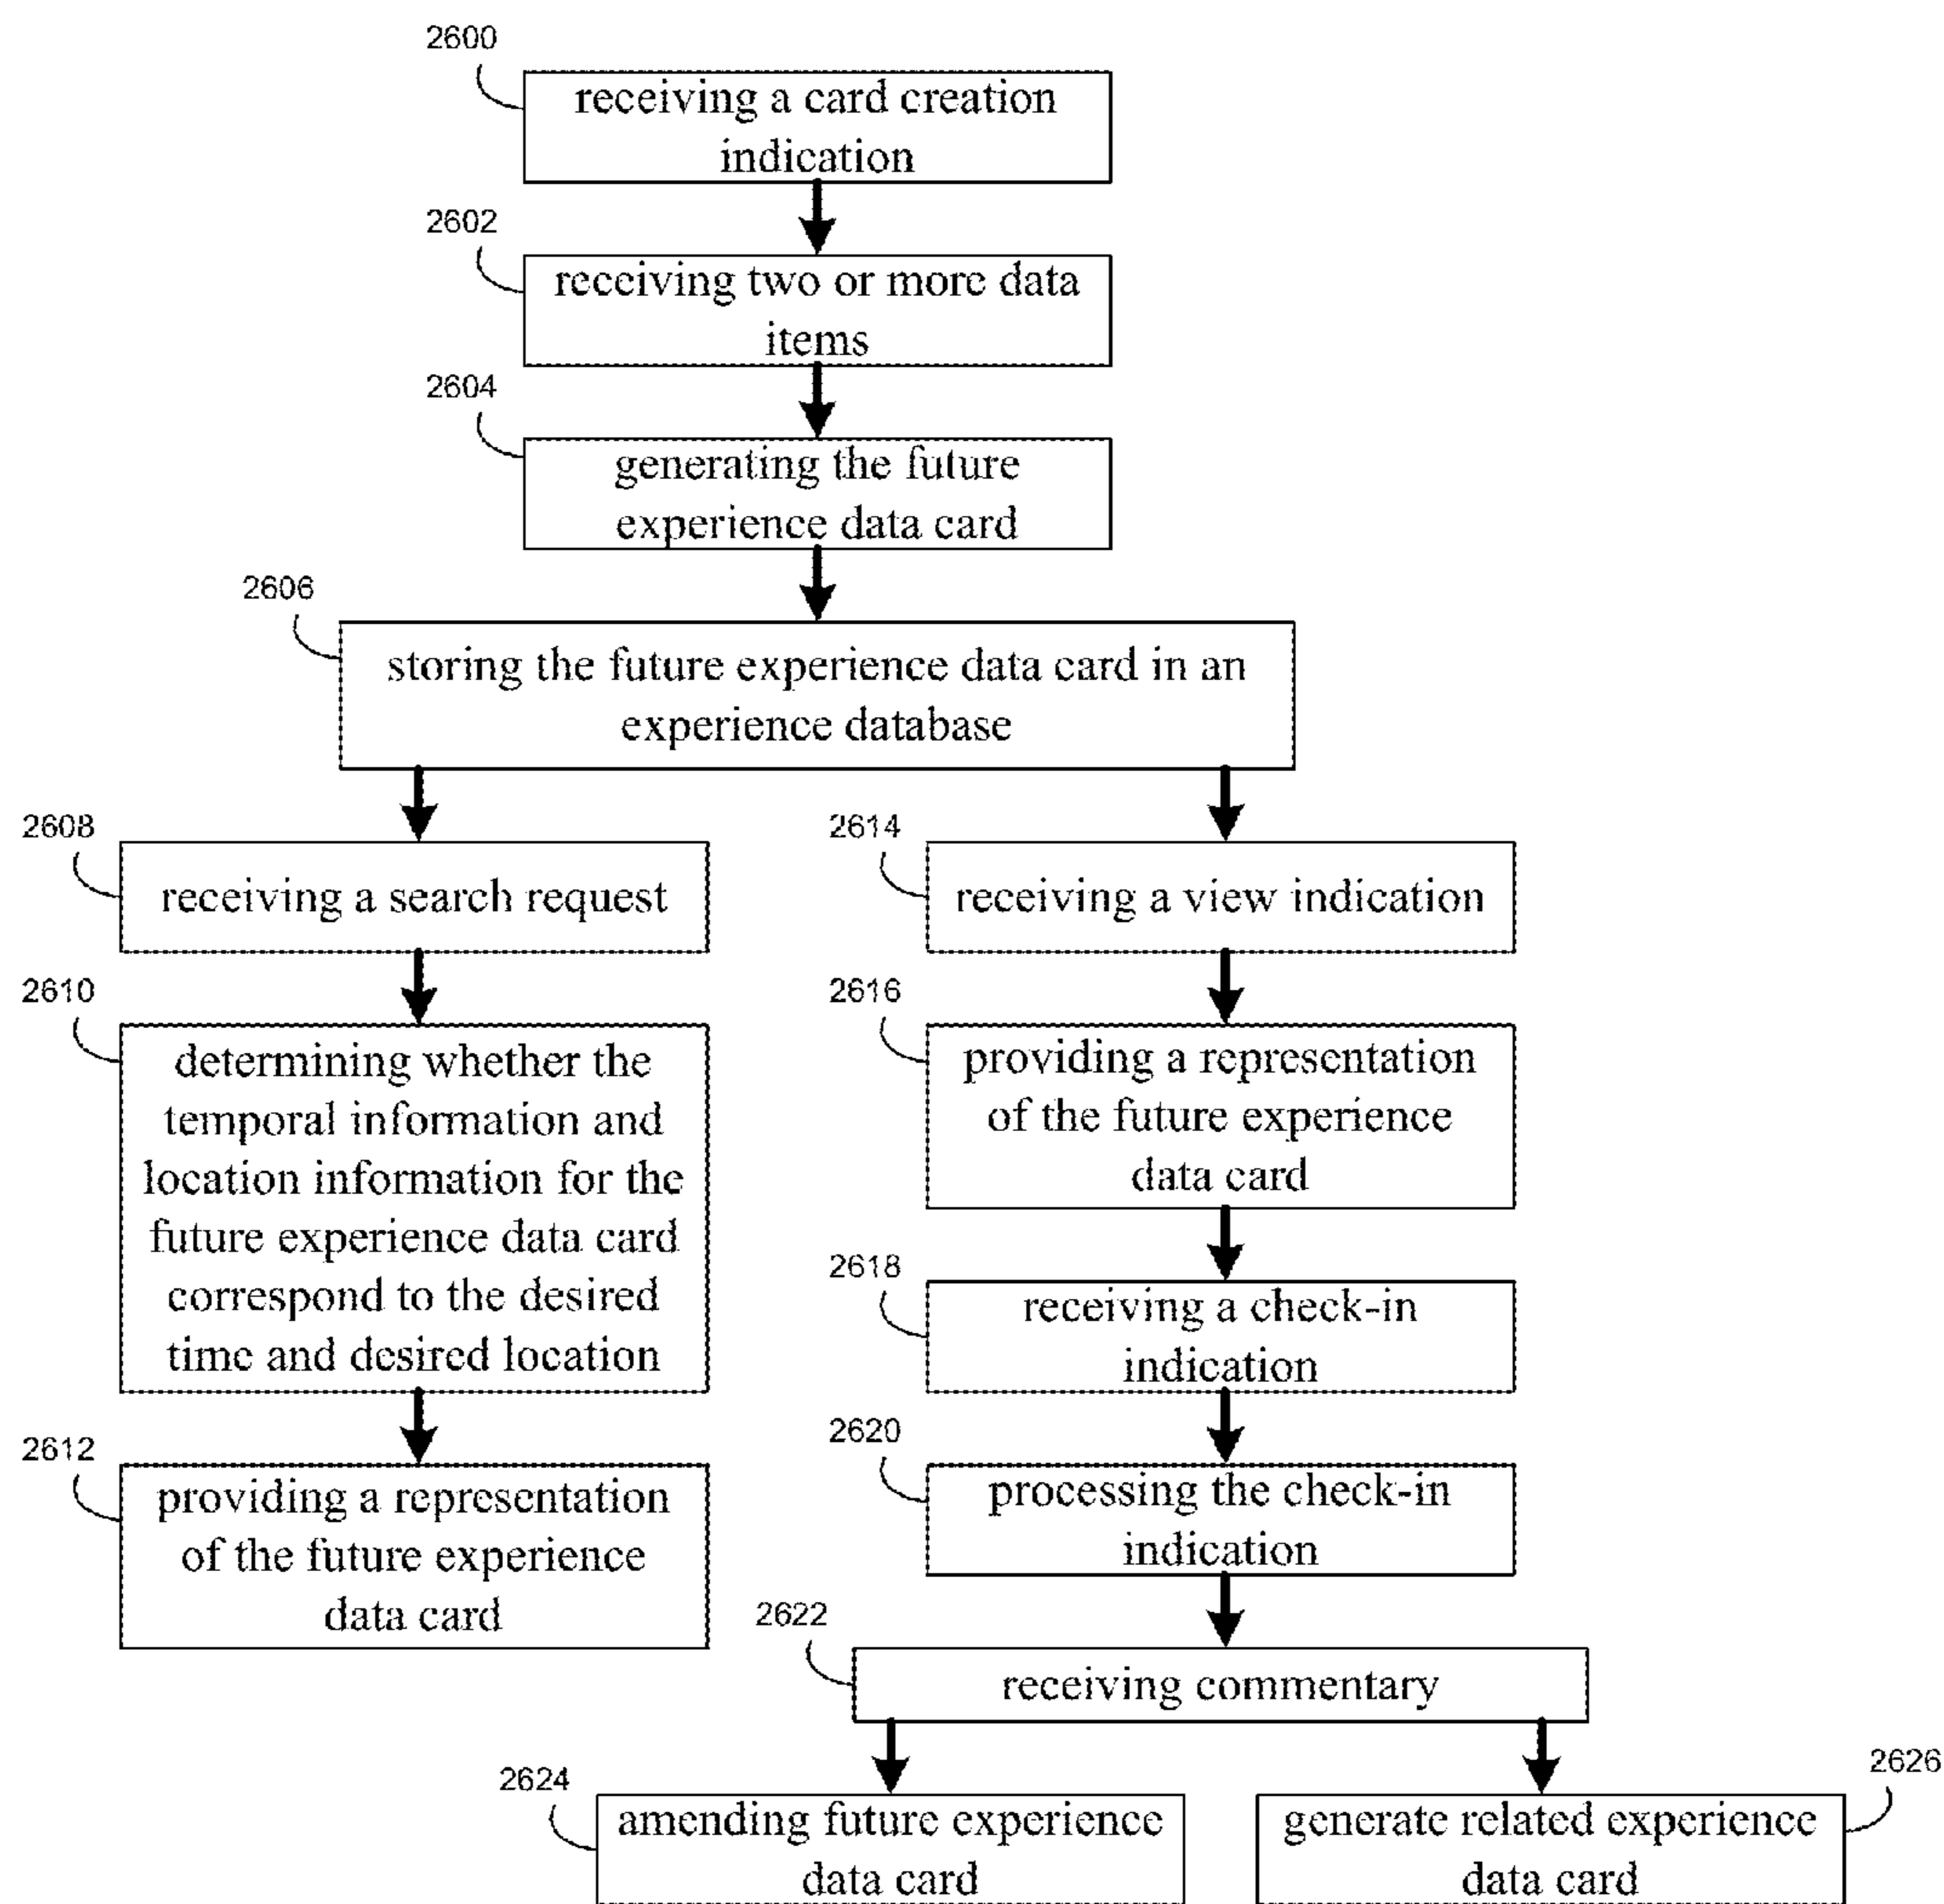 2600
receiving a card creation
indication
2602
receiving two or more data
items
2604
generating the future
experience data card
2606
storing the future experience data card in an
experience database
2608
receiving a search request
2610
determining whether the
temporal information and
location information for the
future experience data card
correspond to the desired
time and desired location
2612
providing a representation
of the future experience
data card
2614
receiving a view indication
2616
providing a representation
of the future experience
data card
2618
receiving a check-in
indication
2620
processing the check-in
indication
2622
receiving commentary
2624
amending future experience
data card
2626
generate related experience
data card